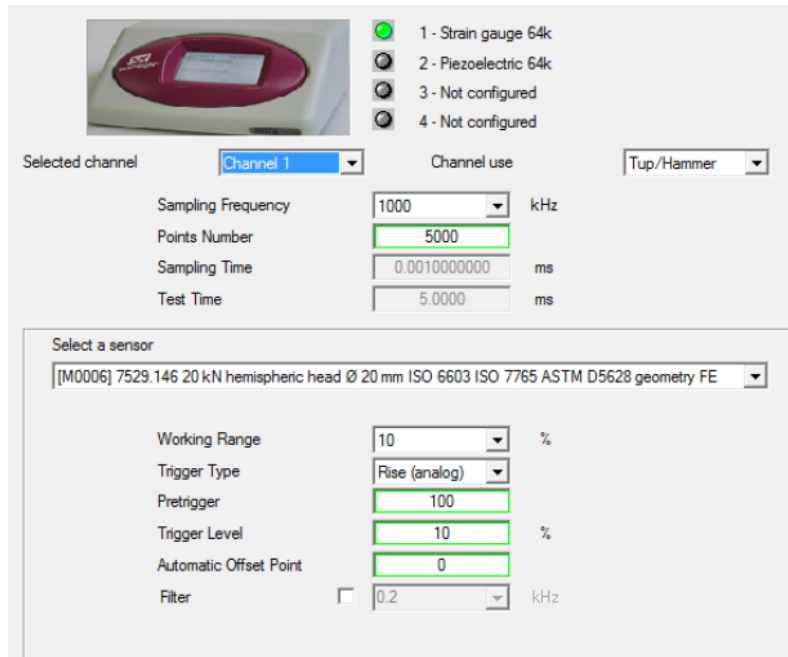 1 - Strain gauge 64k
2 - Piezoelectric 64k
3 - Not configured
4 - Not configured
Selected channel Channel 1 Channel use Tup/Hammer
Sampling Frequency 1000 kHz
Points Number 5000
Sampling Time 0.0010000000 ms
Test Time 5.0000 ms
Select a sensor
[M0006] 7529.146 20 kN hemispheric head Ø 20 mm ISO 6603 ISO 7765 ASTM D5628 geometry FE
Working Range 10 %
Trigger Type Rise (analog)
Pretrigger 100
Trigger Level 10 %
Automatic Offset Point 0
Filter 0.2 kHz